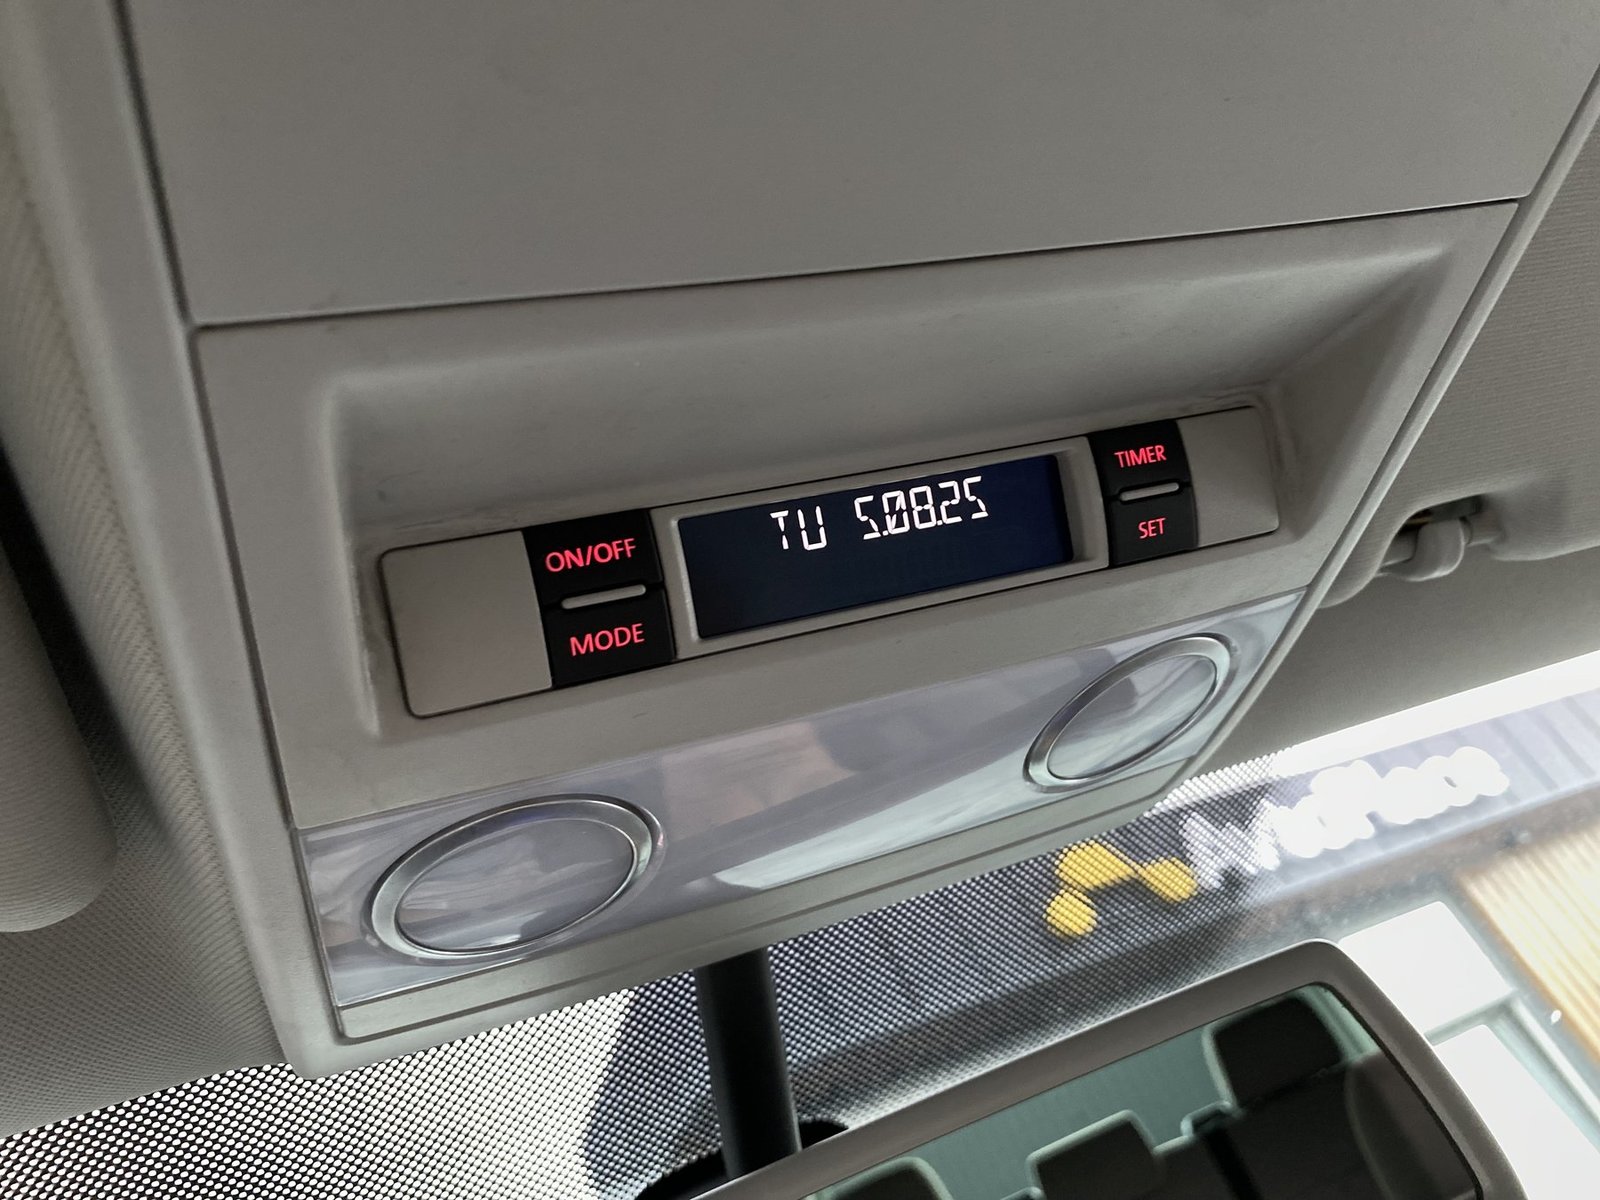 TU 5.08.25
TIMER
ON/OFF
SET
MODE